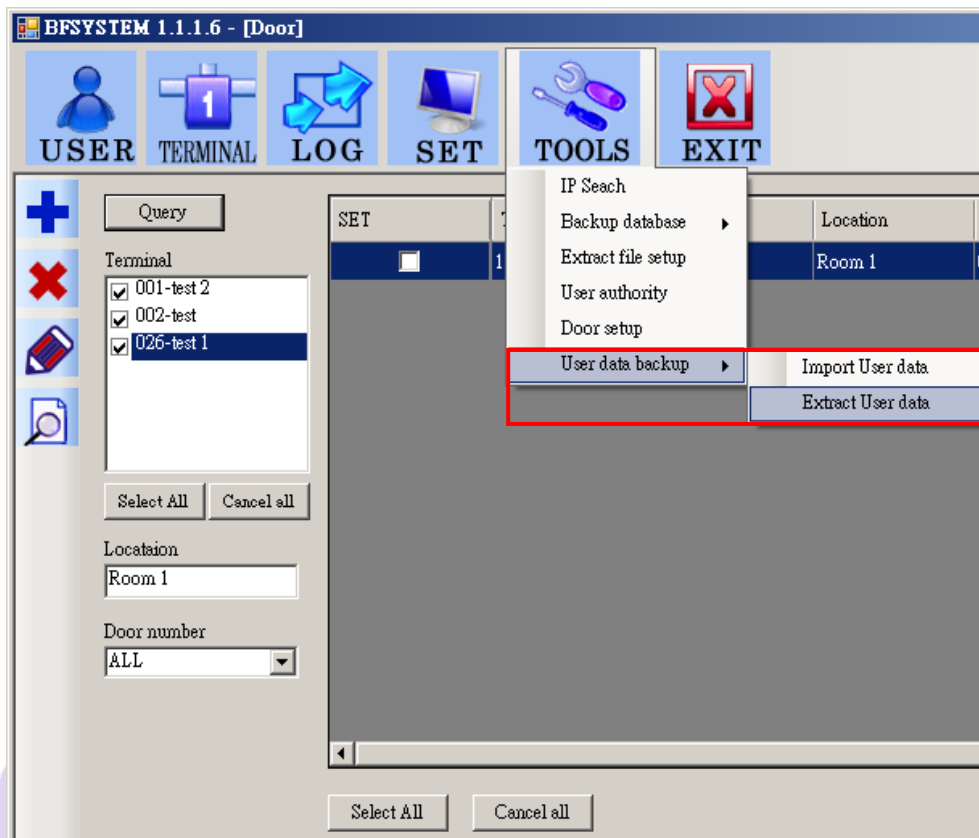 BFSYSTEM 1.1.1.6 - [Door]
USER TERMINAL LOG SET TOOLS EXIT
1
IP Seach
Backup database
Extract file setup
User authority
Door setup
User data backup
Import User data
Extract User data
Query
Terminal
001-test 2
002-test
026-test 1
Select All Cancel all
Locataion
Room 1
Door number
ALL
SET Location
1 Room 1
Select All Cancel all